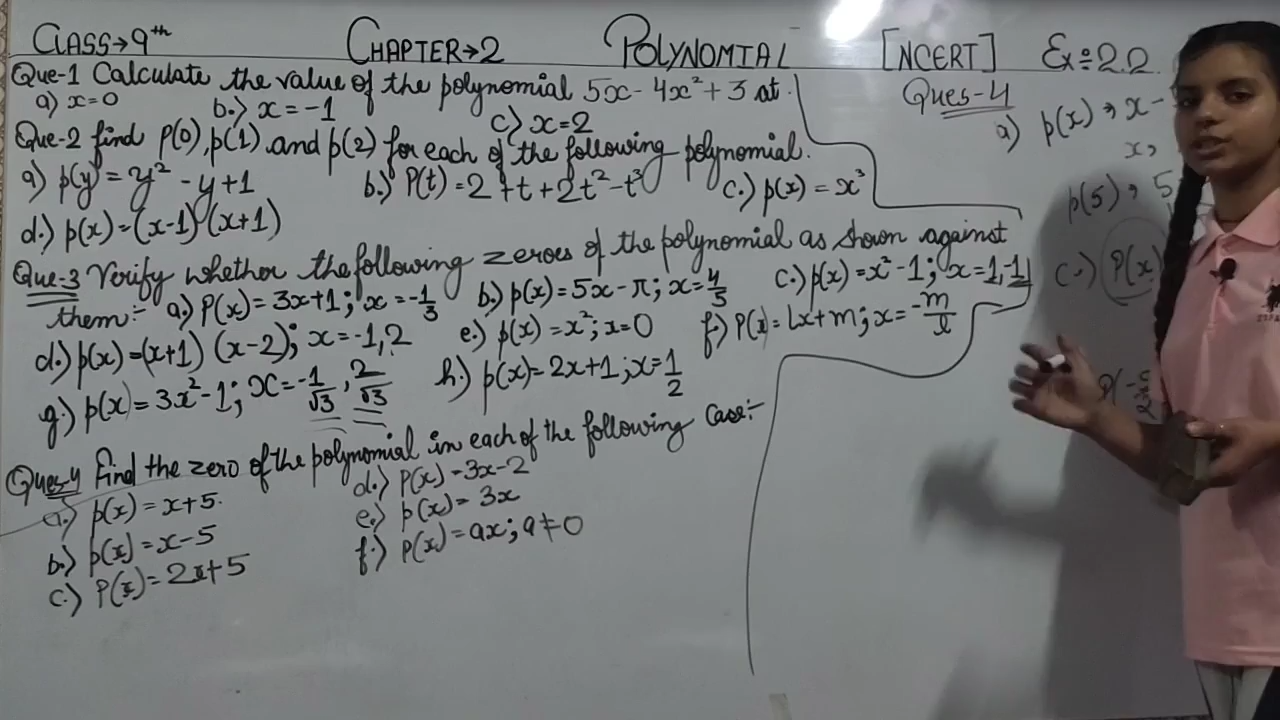 CLASS→9th CHAPTER→2 POLYNOMIAL [NCERT] Ex÷2.2
Que-1 Calculate the value of the polynomial 5x-4x²+3 at.
a) x=0 b.) x=-1 c) x=2
Que-2 find P(0), p(1) and p(2) for each of the following polynomial.
a) p(y)=y²-y+1 b.) P(t)=2+t+2t²-t³ c.) p(x)=x³
d.) p(x)=(x-1)(x+1)
Que-3 Verify whether the following zeroes of the polynomial as shown against
them:- a.) P(x)=3x+1; x=-1/3 b.) p(x)=5x-π; x=4/5 c.) p(x)=x²-1; x=1,-1
d.) p(x)=(x+1)(x-2); x=-1,2 e.) p(x)=x²; x=0 f.) P(x)=lx+m; x=-m/l
g.) p(x)=3x²-1; x=-1/√3, 2/√3 h.) p(x)=2x+1; x=1/2
Ques-4 Find the zero of the polynomial in each of the following case:-
a.) p(x)=x+5.
b.) p(x)=x-5
c.) P(x)=2x+5
d.) P(x)=3x-2
e.) p(x)=3x
f.) P(x)=ax; a≠0
Ques-4
a) p(x)→x-
x,
p(5), 5
c.) P(x)